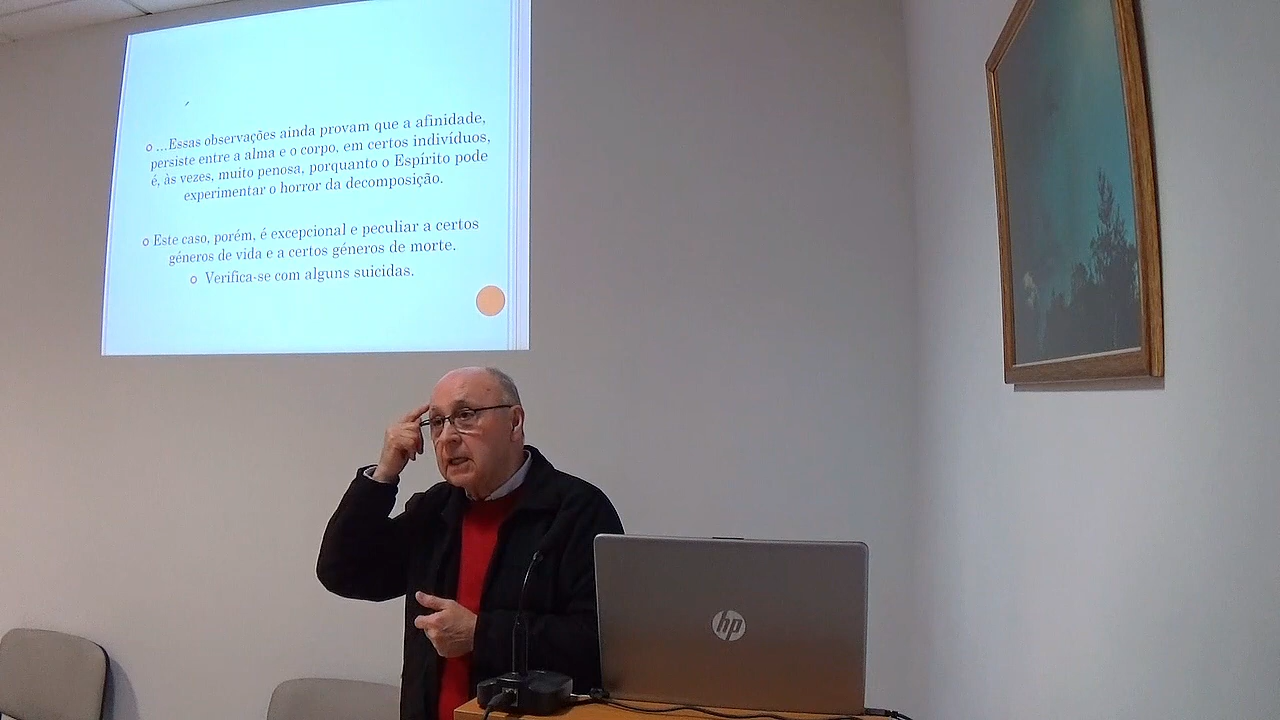 …Essas observações ainda provam que a afinidade,
persiste entre a alma e o corpo, em certos indivíduos,
é, às vezes, muito penosa, porquanto o Espírito pode
experimentar o horror da decomposição.
Este caso, porém, é excepcional e peculiar a certos
géneros de vida e a certos géneros de morte.
Verifica-se com alguns suicidas.
hp